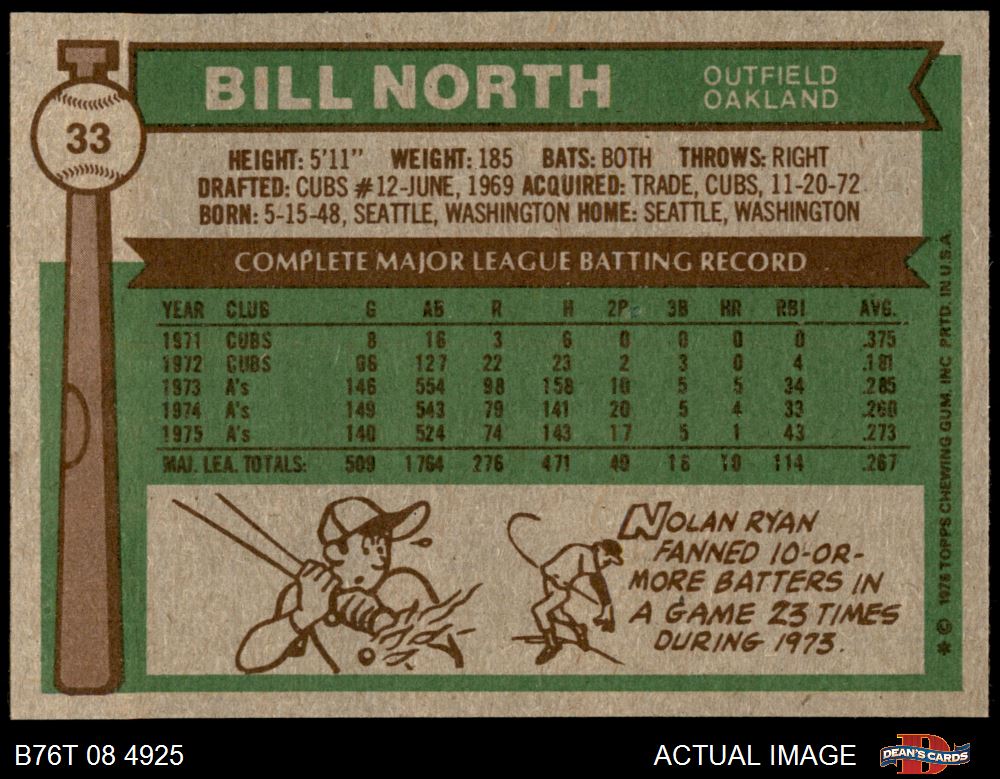 33
BILL NORTH
OUTFIELD
OAKLAND
HEIGHT: 5'11" WEIGHT: 185 BATS: BOTH THROWS: RIGHT
DRAFTED: CUBS #12-JUNE, 1969 ACQUIRED: TRADE, CUBS, 11-20-72
BORN: 5-15-48, SEATTLE, WASHINGTON HOME: SEATTLE, WASHINGTON
COMPLETE MAJOR LEAGUE BATTING RECORD
YEAR CLUB G AB R H 2B 3B HR RBI AVG.
1971 CUBS 8 16 3 6 0 0 0 0 .375
1972 CUBS 66 127 22 23 2 3 0 4 .181
1973 A's 146 554 98 158 10 5 5 34 .285
1974 A's 149 543 79 141 20 5 4 33 .260
1975 A's 140 524 74 143 17 5 1 43 .273
MAJ. LEA. TOTALS: 509 1764 276 471 49 18 10 114 .267
NOLAN RYAN
FANNED 10-OR-
MORE BATTERS IN
A GAME 23 TIMES
DURING 1973.
* © 1976 TOPPS CHEWING GUM, INC. PRTD. IN U.S.A.
B76T 08 4925
ACTUAL IMAGE
DEAN'S CARDS